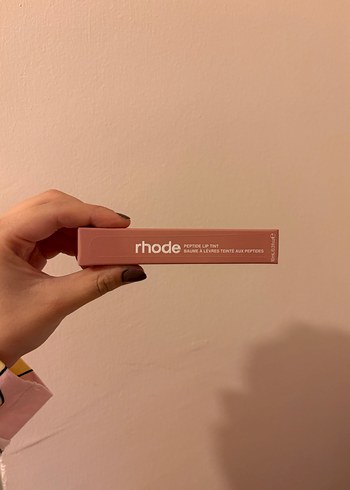 rhode
PEPTIDE LIP TINT
BAUME À LÈVRES TEINTÉ AUX PEPTIDES